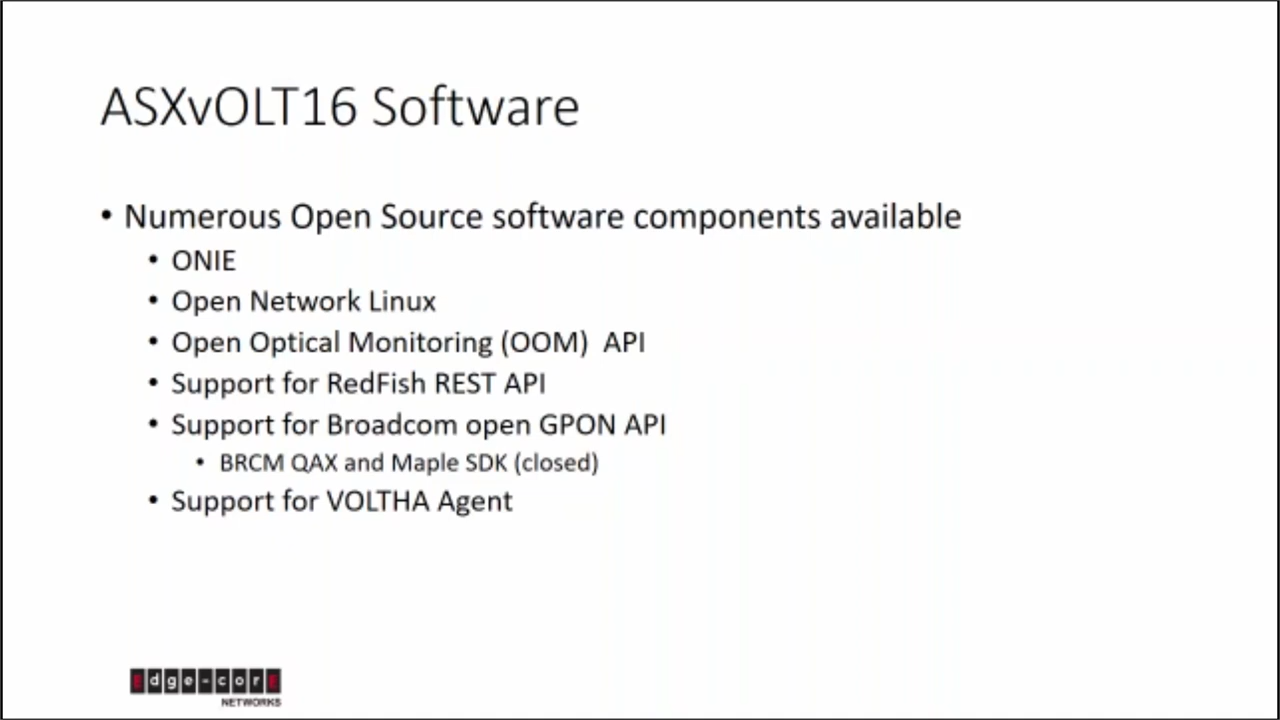 ASXvOLT16 Software
• Numerous Open Source software components available
• ONIE
• Open Network Linux
• Open Optical Monitoring (OOM) API
• Support for RedFish REST API
• Support for Broadcom open GPON API
• BRCM QAX and Maple SDK (closed)
• Support for VOLTHA Agent
Edge-corE
NETWORKS